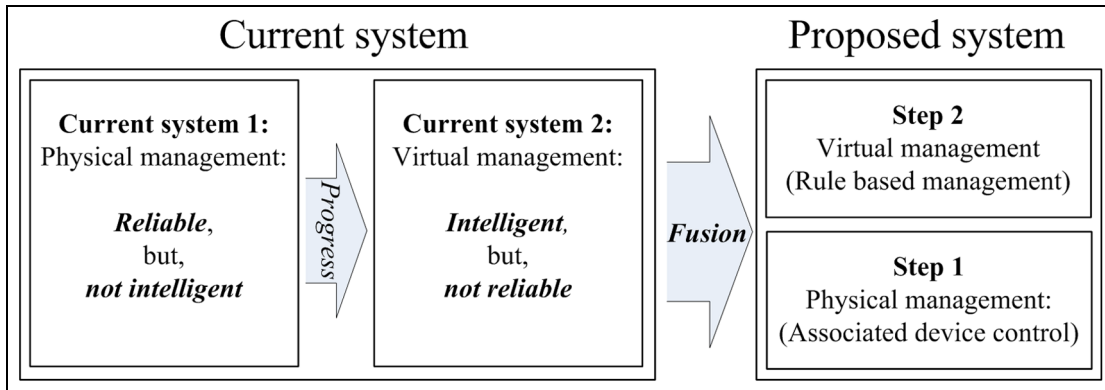 Current system
Current system 1:
Physical management:
Reliable,
but,
not intelligent
Progress
Current system 2:
Virtual management:
Intelligent,
but,
not reliable
Fusion
Proposed system
Step 2
Virtual management
(Rule based management)
Step 1
Physical management:
(Associated device control)